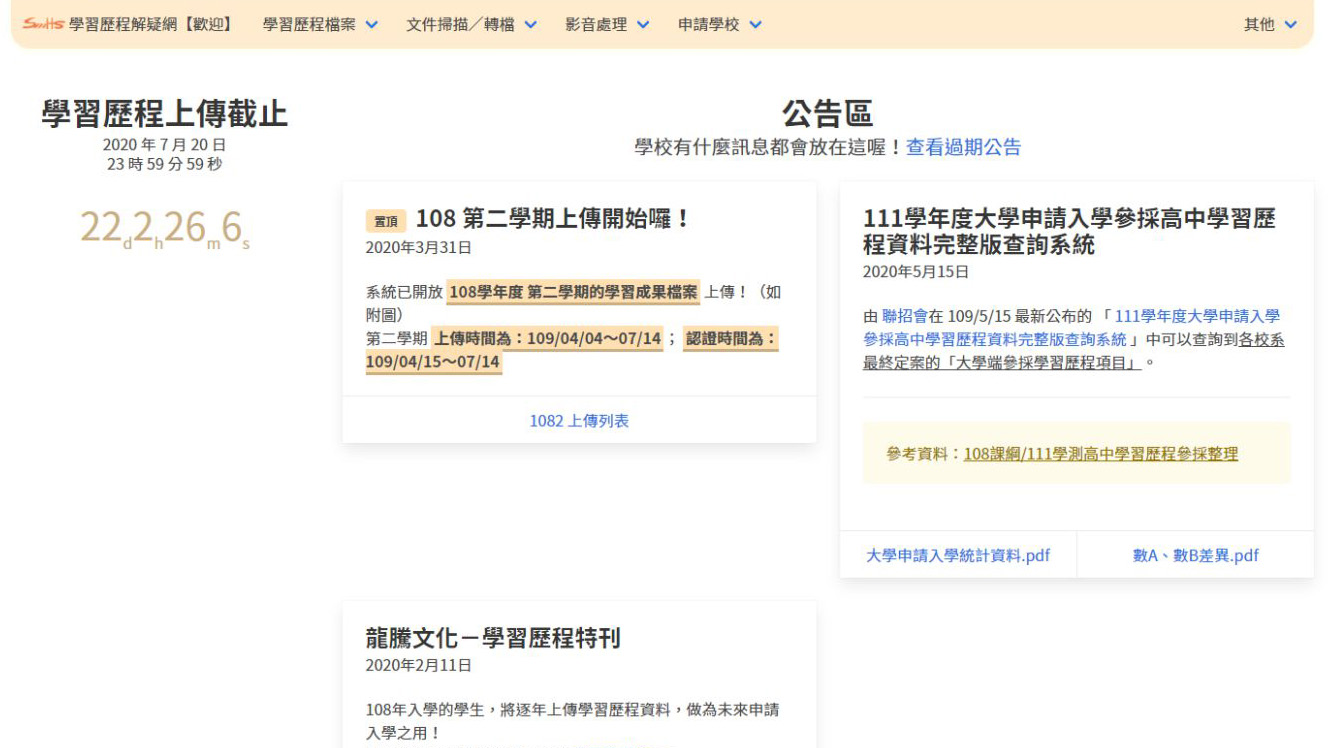 SenHS 學習歷程解疑網【歡迎】 學習歷程檔案 文件掃描／轉檔 影音處理 申請學校 其他
學習歷程上傳截止
2020 年 7 月 20 日
23 時 59 分 59 秒
22d2h26m6s
公告區
學校有什麼訊息都會放在這喔！查看過期公告
置頂 108 第二學期上傳開始囉！
2020年3月31日
系統已開放 108學年度 第二學期的學習成果檔案 上傳！（如
附圖）
第二學期 上傳時間為：109/04/04～07/14 ； 認證時間為：
109/04/15～07/14
1082 上傳列表
111學年度大學申請入學參採高中學習歷
程資料完整版查詢系統
2020年5月15日
由 聯招會在 109/5/15 最新公布的 「 111學年度大學申請入學
參採高中學習歷程資料完整版查詢系統 」中可以查詢到各校系
最終定案的「大學端參採學習歷程項目」。
參考資料：108課綱/111學測高中學習歷程參採整理
大學申請入學統計資料.pdf
數A、數B差異.pdf
龍騰文化－學習歷程特刊
2020年2月11日
108年入學的學生，將逐年上傳學習歷程資料，做為未來申請
入學之用！